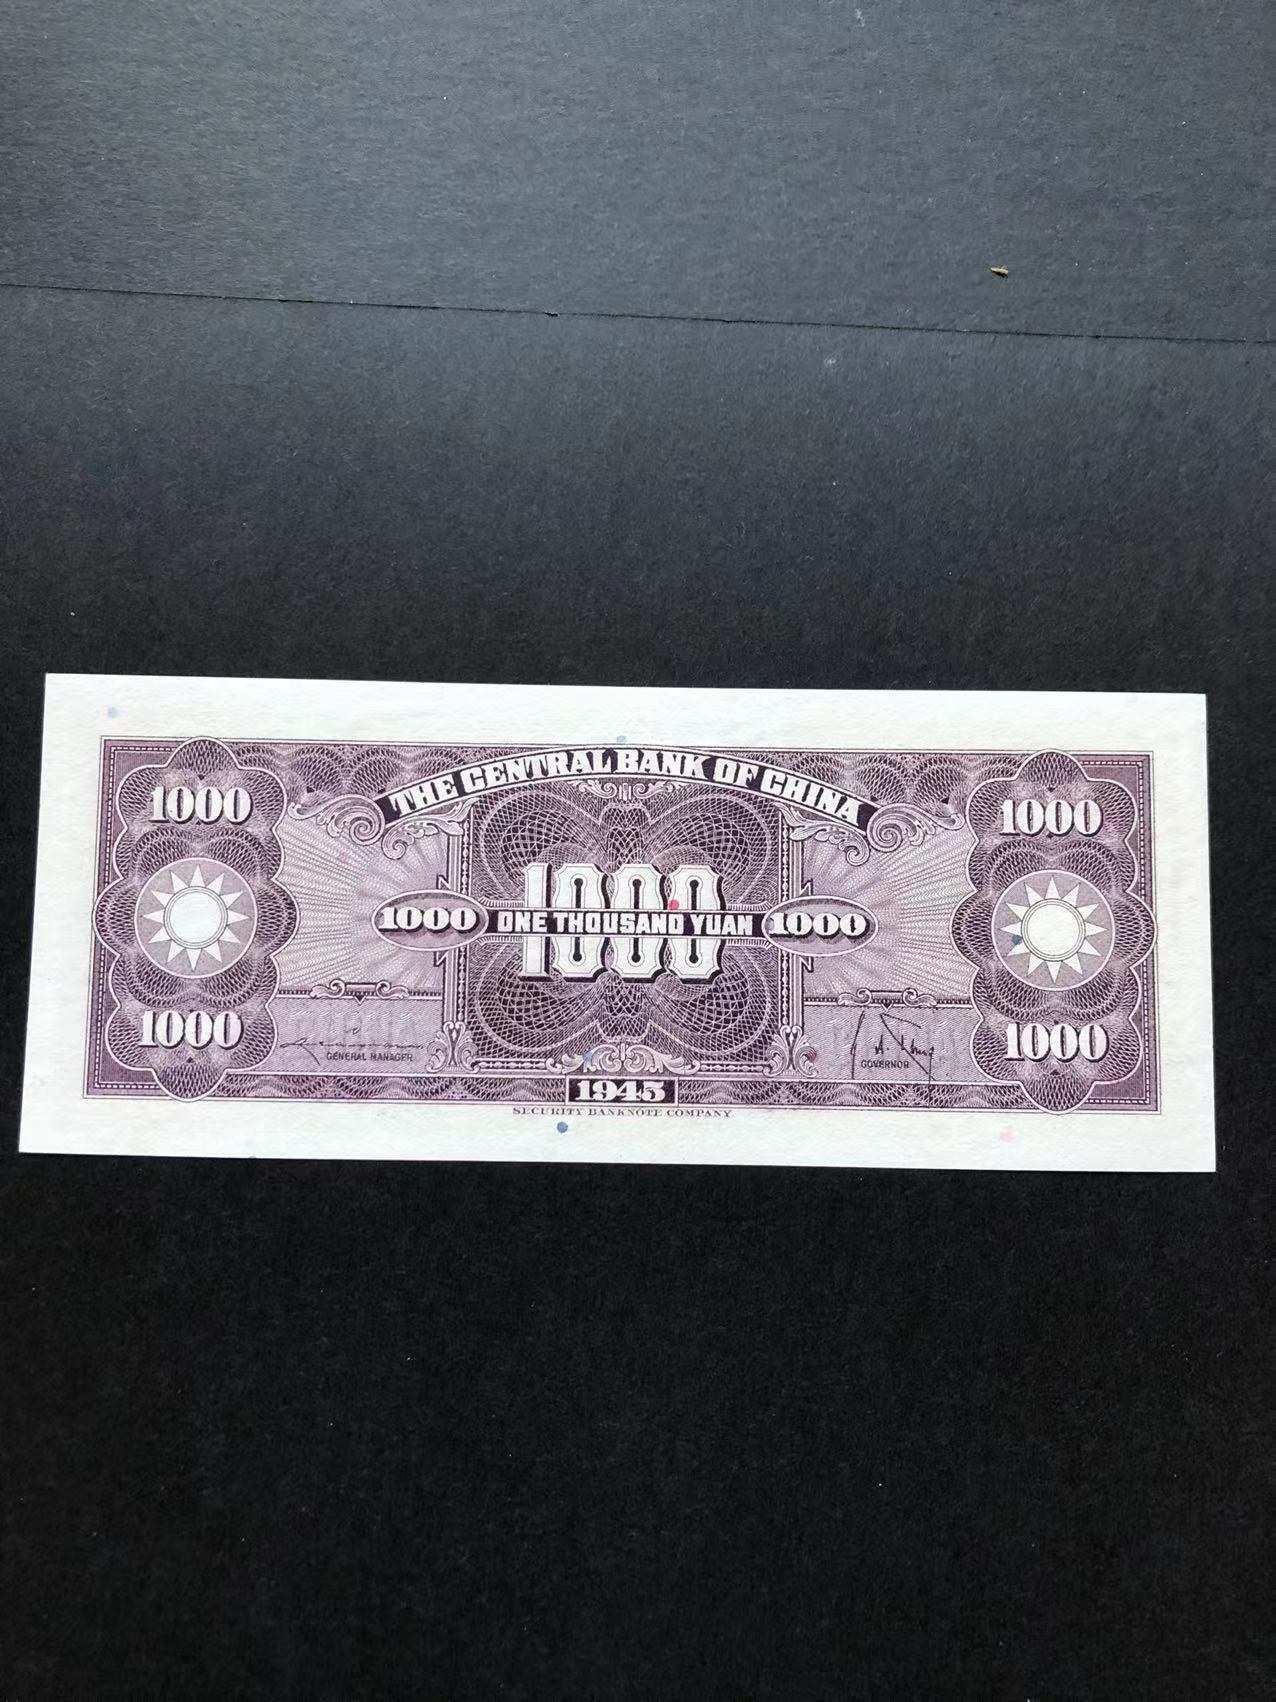 THE CENTRAL BANK OF CHINA
1000
1000
1000
1000 ONE THOUSAND YUAN 1000
1000
1000
GENERAL MANAGER
GOVERNOR
1945
SECURITY BANKNOTE COMPANY